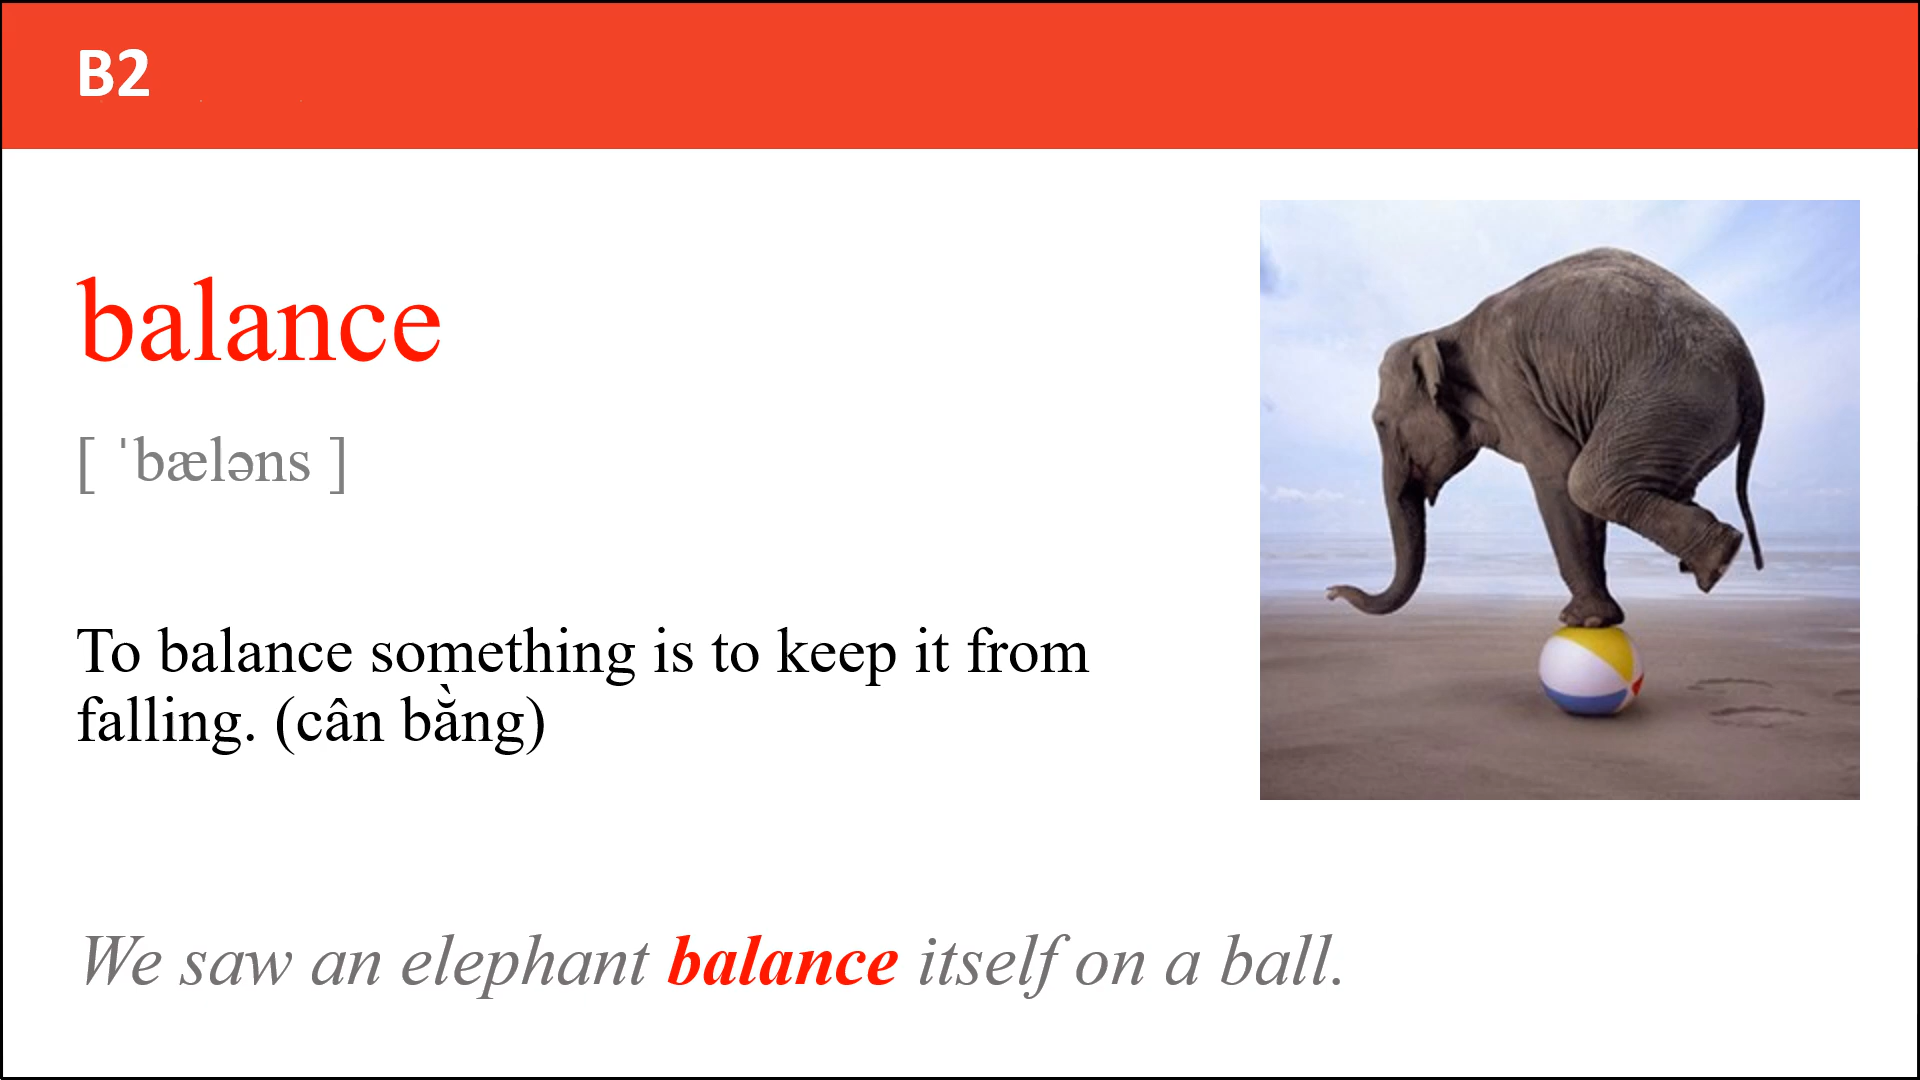 B2
balance
[ ˈbæləns ]
To balance something is to keep it from
falling. (cân bằng)
We saw an elephant balance itself on a ball.